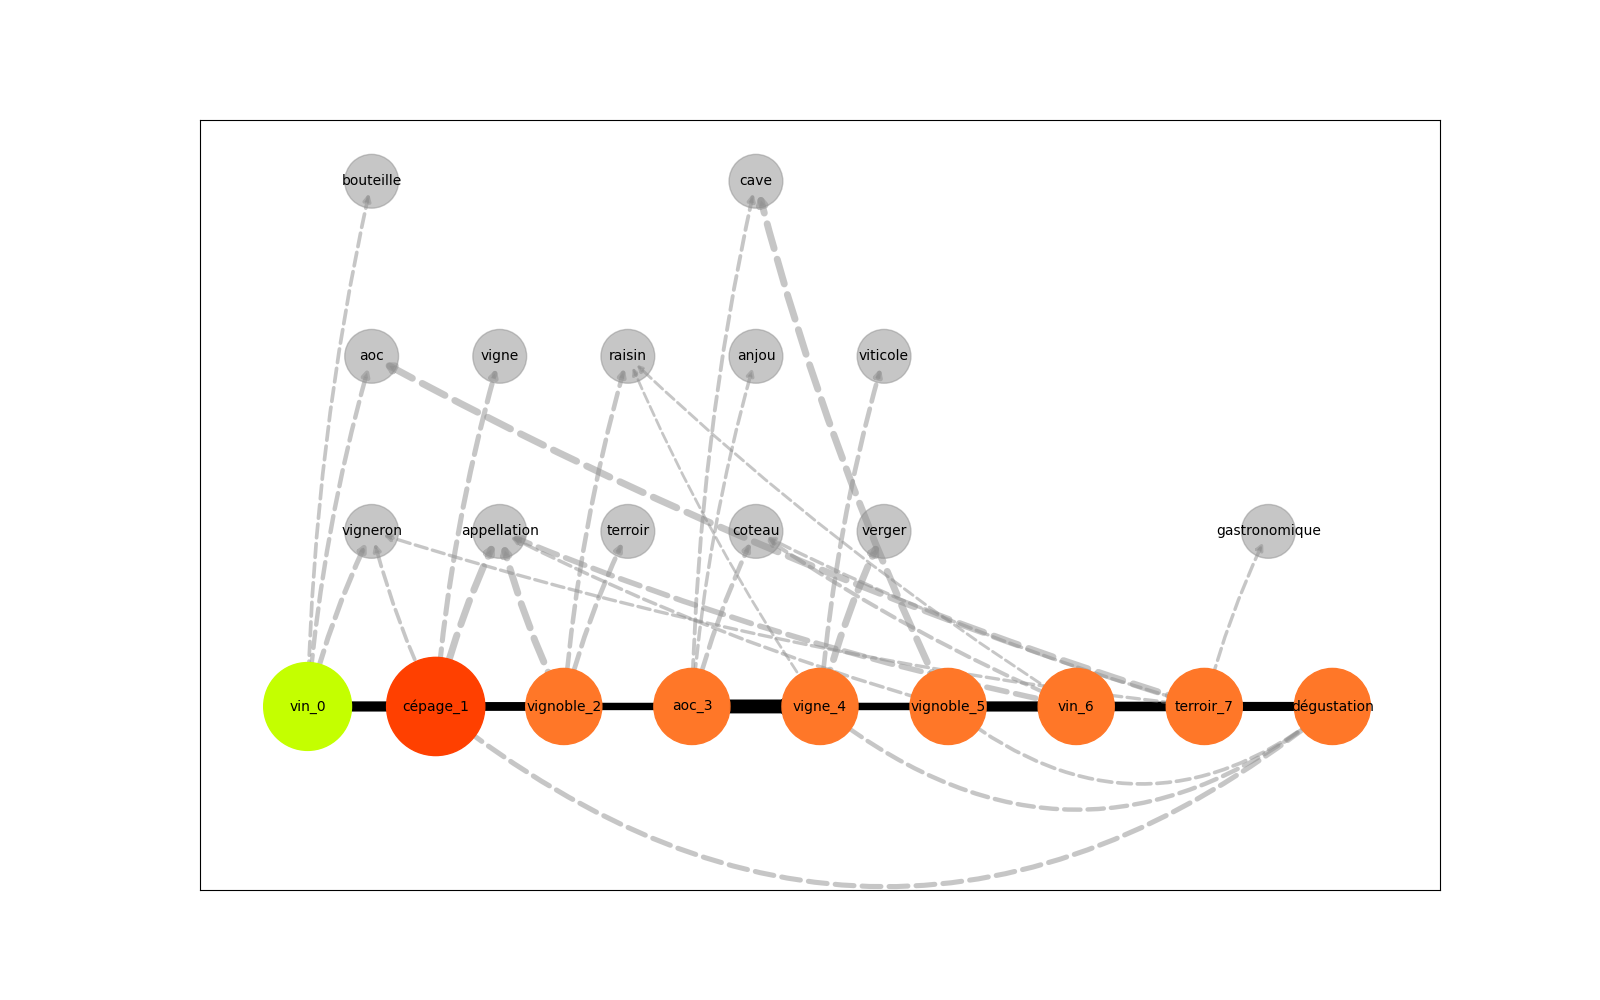 bouteille cave
aoc vigne raisin anjou viticole
vigneron appellation terroir coteau verger gastronomique
vin_0 cépage_1 vignoble_2 aoc_3 vigne_4 vignoble_5 vin_6 terroir_7 dégustation